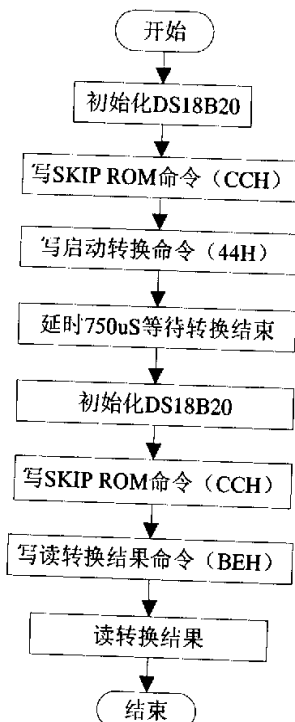 开始
初始化DS18B20
写SKIP ROM命令（CCH）
写启动转换命令（44H）
延时750uS等待转换结束
初始化DS18B20
写SKIP ROM命令（CCH）
写读转换结果命令（BEH）
读转换结果
结束